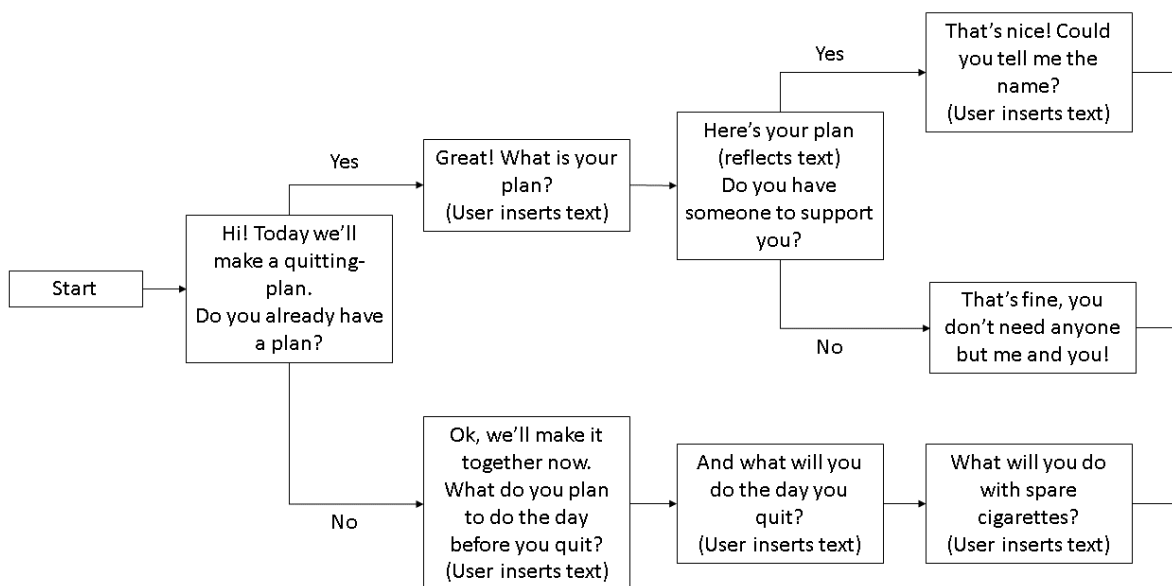 Start
Hi! Today we'll
make a quitting-
plan.
Do you already have
a plan?
Yes
Great! What is your
plan?
(User inserts text)
Here's your plan
(reflects text)
Do you have
someone to support
you?
Yes
That's nice! Could
you tell me the
name?
(User inserts text)
No
That's fine, you
don't need anyone
but me and you!
No
Ok, we'll make it
together now.
What do you plan
to do the day
before you quit?
(User inserts text)
And what will you
do the day you
quit?
(User inserts text)
What will you do
with spare
cigarettes?
(User inserts text)